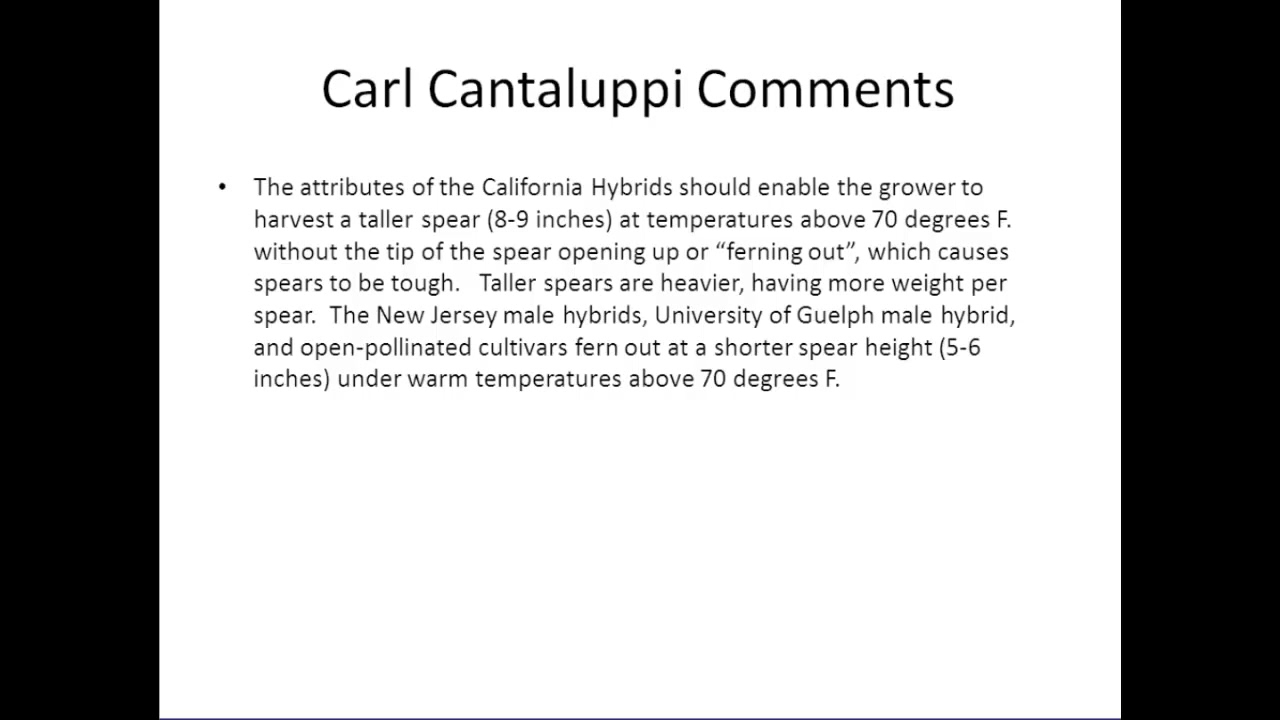 Carl Cantaluppi Comments
• The attributes of the California Hybrids should enable the grower to
harvest a taller spear (8-9 inches) at temperatures above 70 degrees F.
without the tip of the spear opening up or “ferning out”, which causes
spears to be tough.   Taller spears are heavier, having more weight per
spear.  The New Jersey male hybrids, University of Guelph male hybrid,
and open-pollinated cultivars fern out at a shorter spear height (5-6
inches) under warm temperatures above 70 degrees F.